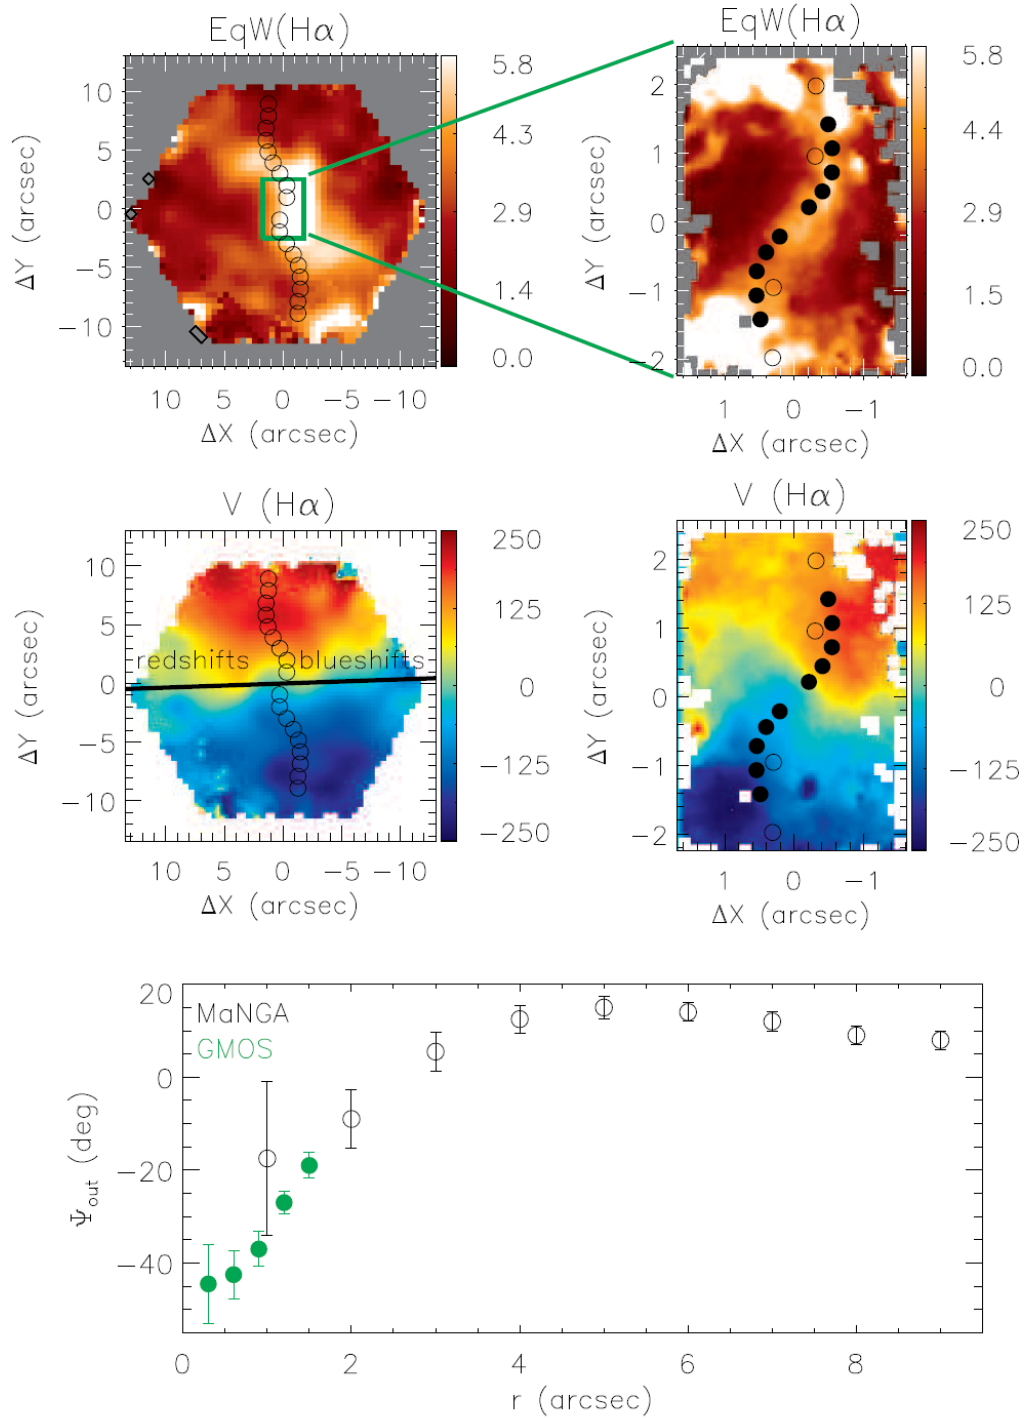 EqW(Hα)
EqW(Hα)
10
5
0
−5
−10
ΔY (arcsec)
5.8
4.3
2.9
1.4
0.0
10 5 0 −5 −10
ΔX (arcsec)
2
1
0
−1
−2
ΔY (arcsec)
5.8
4.4
2.9
1.5
0.0
1 0 −1
ΔX (arcsec)
V (Hα)
V (Hα)
10
5
0
−5
−10
ΔY (arcsec)
redshifts blueshifts
250
125
0
−125
−250
10 5 0 −5 −10
ΔX (arcsec)
2
1
0
−1
−2
ΔY (arcsec)
250
125
0
−125
−250
1 0 −1
ΔX (arcsec)
MaNGA
GMOS
20
0
−20
−40
Ψout (deg)
0 2 4 6 8
r (arcsec)